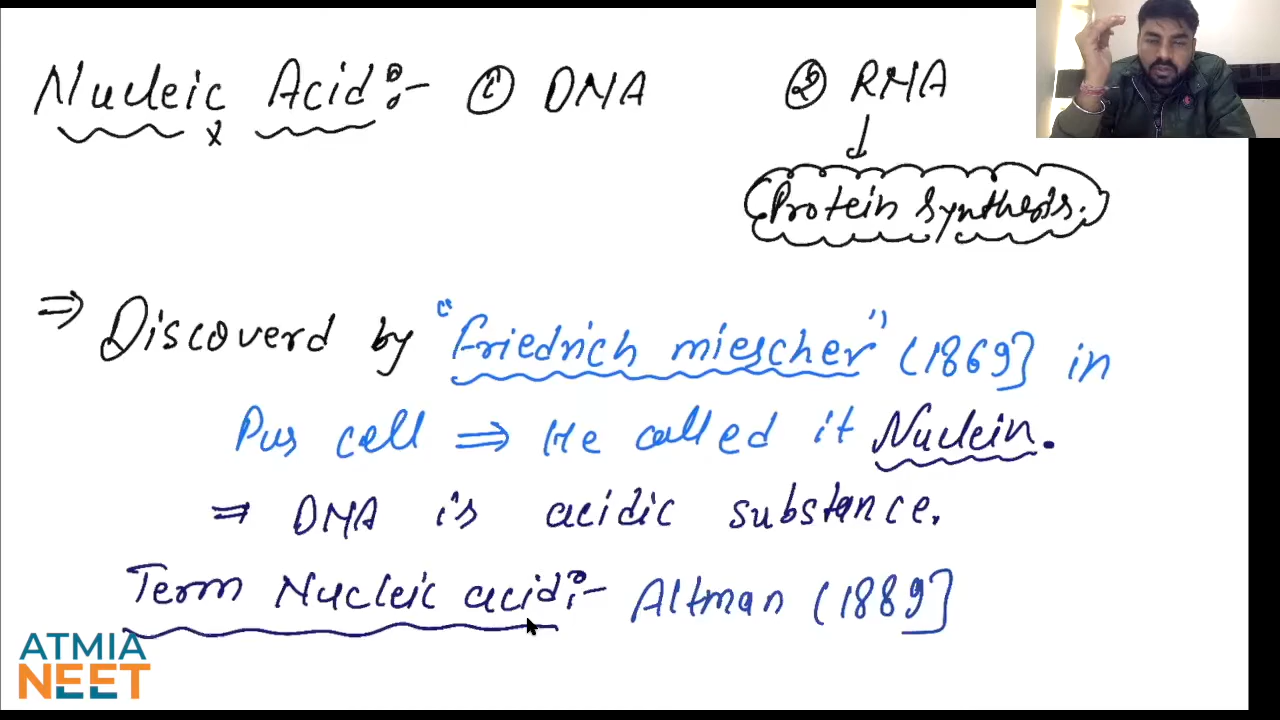 Nucleic Acid:- ① DNA ② RNA
Protein synthesis.
⇒ Discoverd by "Friedrich miescher" (1869] in
Pus cell ⇒ He called it Nuclein.
⇒ DNA is acidic substance.
Term Nucleic acid:- Altman (1889]
ATMIA
NEET